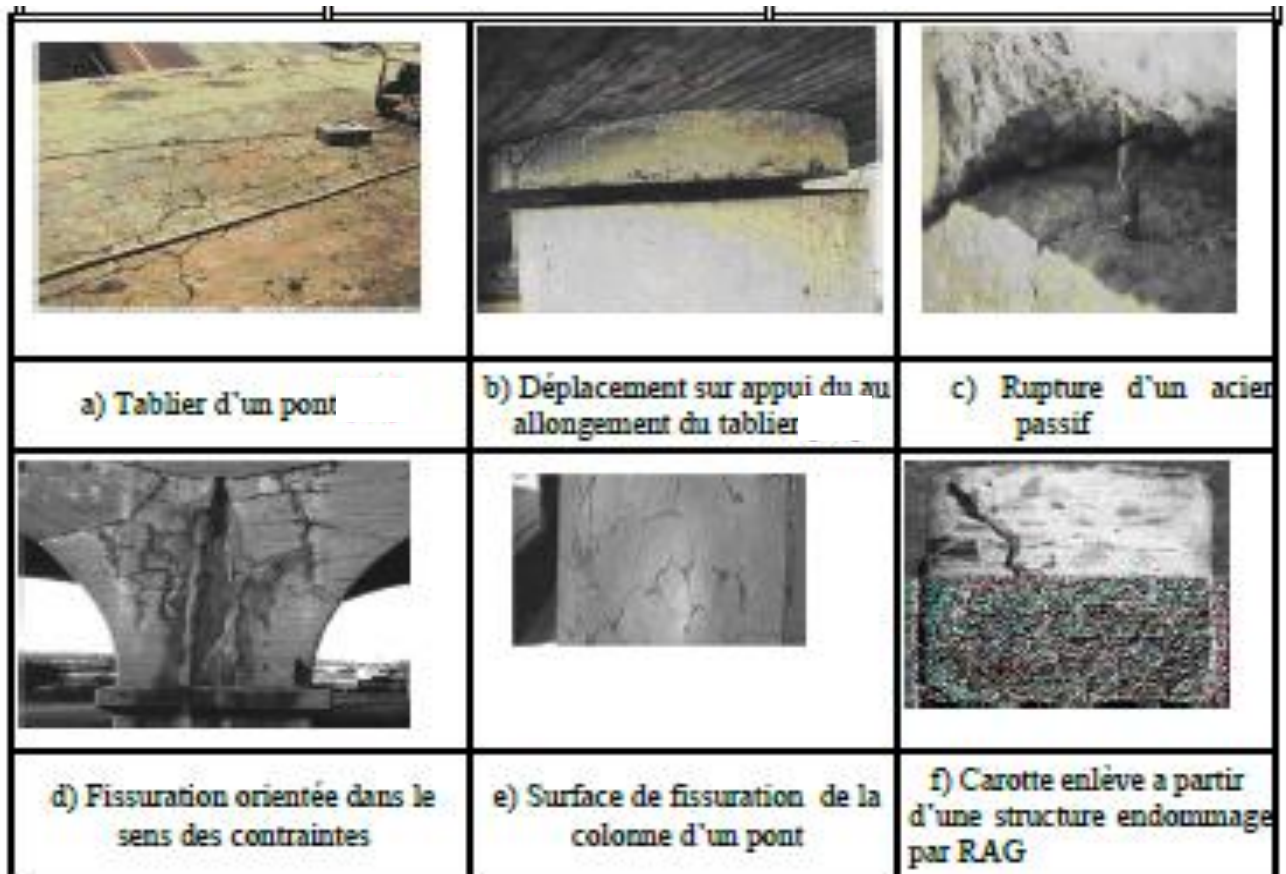 a) Tablier d'un pont
b) Déplacement sur appui du au
allongement du tablier
c) Rupture d'un acier
passif
d) Fissuration orientée dans le
sens des contraintes
e) Surface de fissuration de la
colonne d'un pont
f) Carotte enlève a partir
d'une structure endommage
par RAG